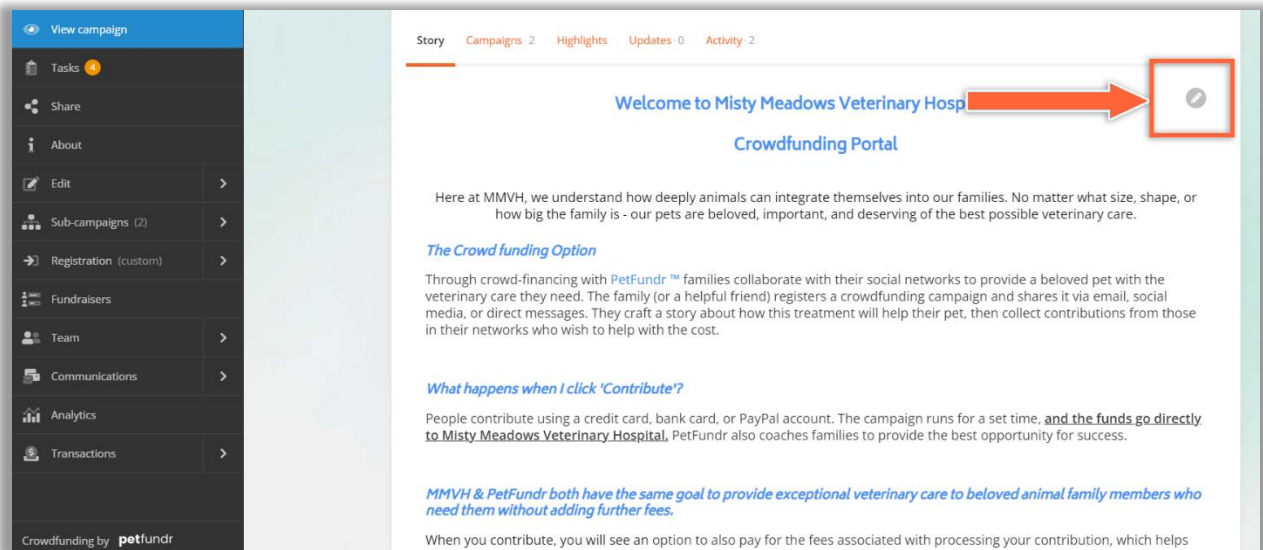 View campaign
Tasks 4
Share
About
Edit
Sub-campaigns (2)
Registration (custom)
Fundraisers
Team
Communications
Analytics
Transactions
Crowdfunding by petfundr
Story Campaigns · 2 Highlights Updates · 0 Activity · 2
Welcome to Misty Meadows Veterinary Hosp
Crowdfunding Portal
Here at MMVH, we understand how deeply animals can integrate themselves into our families. No matter what size, shape, or
how big the family is - our pets are beloved, important, and deserving of the best possible veterinary care.
The Crowd funding Option
Through crowd-financing with PetFundr ™ families collaborate with their social networks to provide a beloved pet with the
veterinary care they need. The family (or a helpful friend) registers a crowdfunding campaign and shares it via email, social
media, or direct messages. They craft a story about how this treatment will help their pet, then collect contributions from those
in their networks who wish to help with the cost.
What happens when I click 'Contribute'?
People contribute using a credit card, bank card, or PayPal account. The campaign runs for a set time, and the funds go directly
to Misty Meadows Veterinary Hospital. PetFundr also coaches families to provide the best opportunity for success.
MMVH & PetFundr both have the same goal to provide exceptional veterinary care to beloved animal family members who
need them without adding further fees.
When you contribute, you will see an option to also pay for the fees associated with processing your contribution, which helps